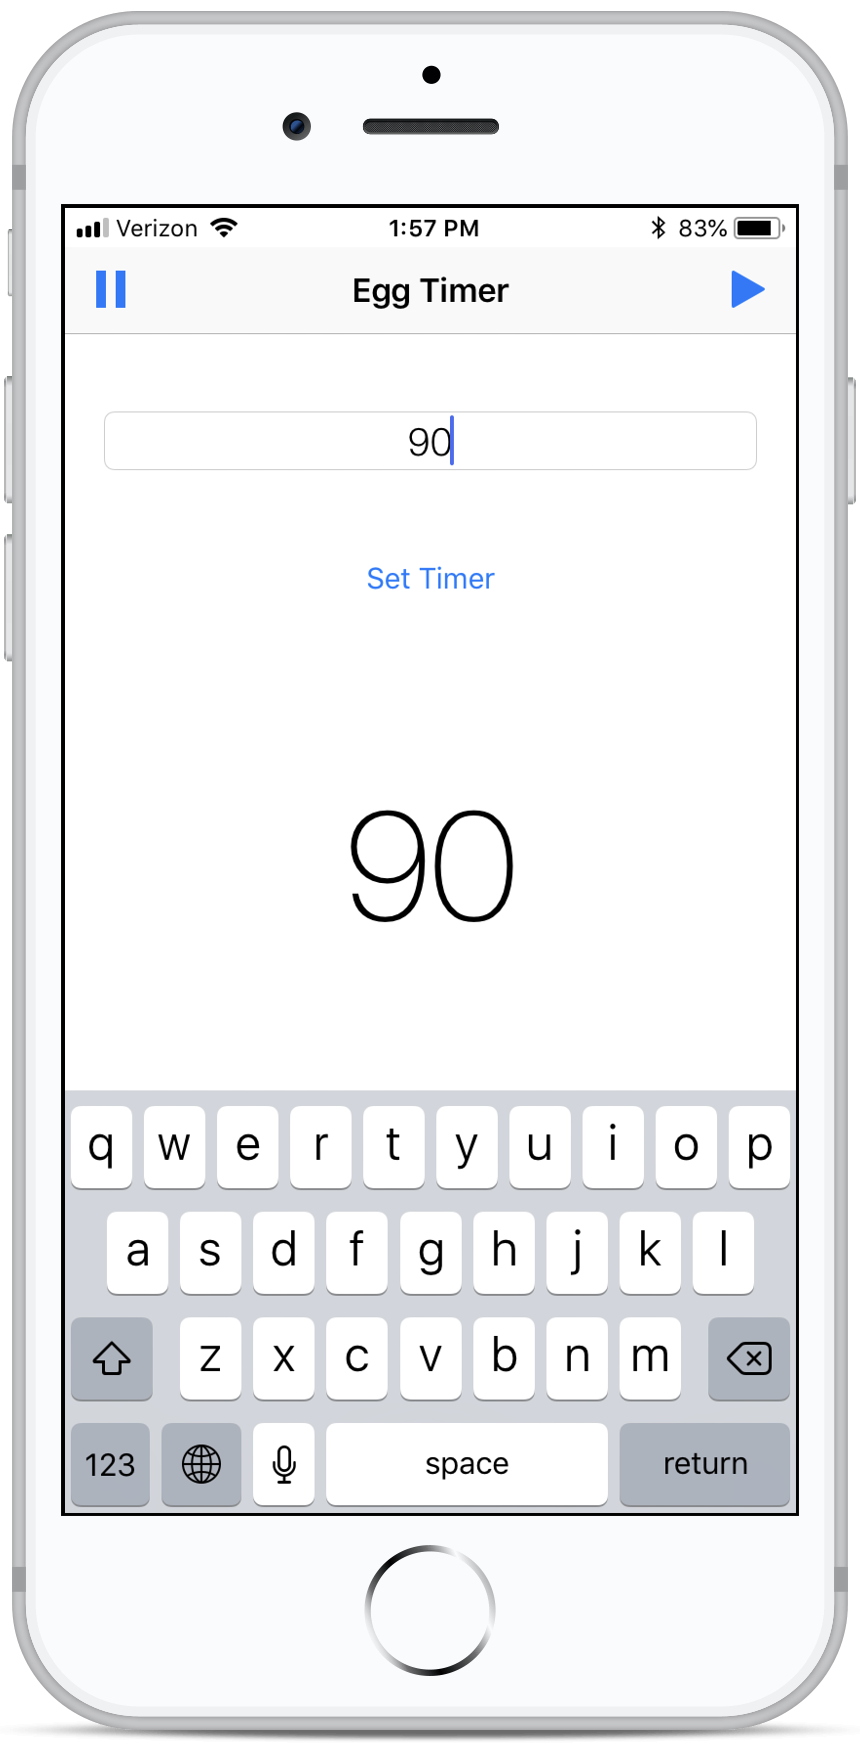 Verizon 1:57 PM 83%
Egg Timer
90
Set Timer
90
q w e r t y u i o p
a s d f g h j k l
z x c v b n m
123 space return